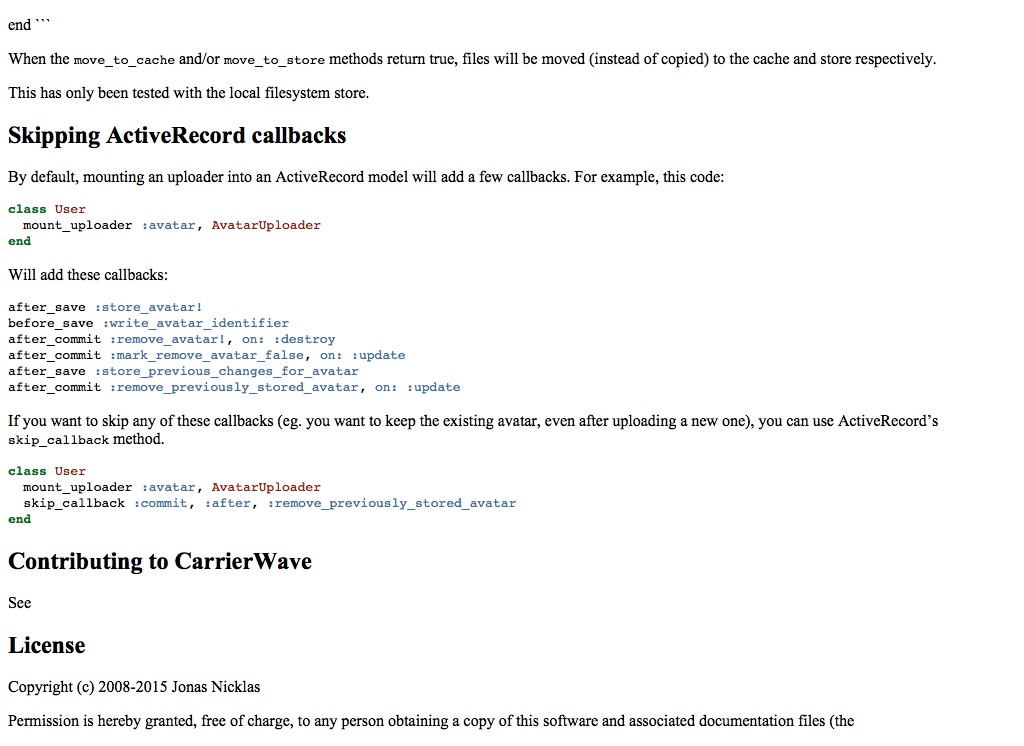 end ```
When the move_to_cache and/or move_to_store methods return true, files will be moved (instead of copied) to the cache and store respectively.
This has only been tested with the local filesystem store.
Skipping ActiveRecord callbacks
By default, mounting an uploader into an ActiveRecord model will add a few callbacks. For example, this code:
class User
  mount_uploader :avatar, AvatarUploader
end
Will add these callbacks:
after_save :store_avatar!
before_save :write_avatar_identifier
after_commit :remove_avatar!, on: :destroy
after_commit :mark_remove_avatar_false, on: :update
after_save :store_previous_changes_for_avatar
after_commit :remove_previously_stored_avatar, on: :update
If you want to skip any of these callbacks (eg. you want to keep the existing avatar, even after uploading a new one), you can use ActiveRecord’s
skip_callback method.
class User
  mount_uploader :avatar, AvatarUploader
  skip_callback :commit, :after, :remove_previously_stored_avatar
end
Contributing to CarrierWave
See
License
Copyright (c) 2008-2015 Jonas Nicklas
Permission is hereby granted, free of charge, to any person obtaining a copy of this software and associated documentation files (the